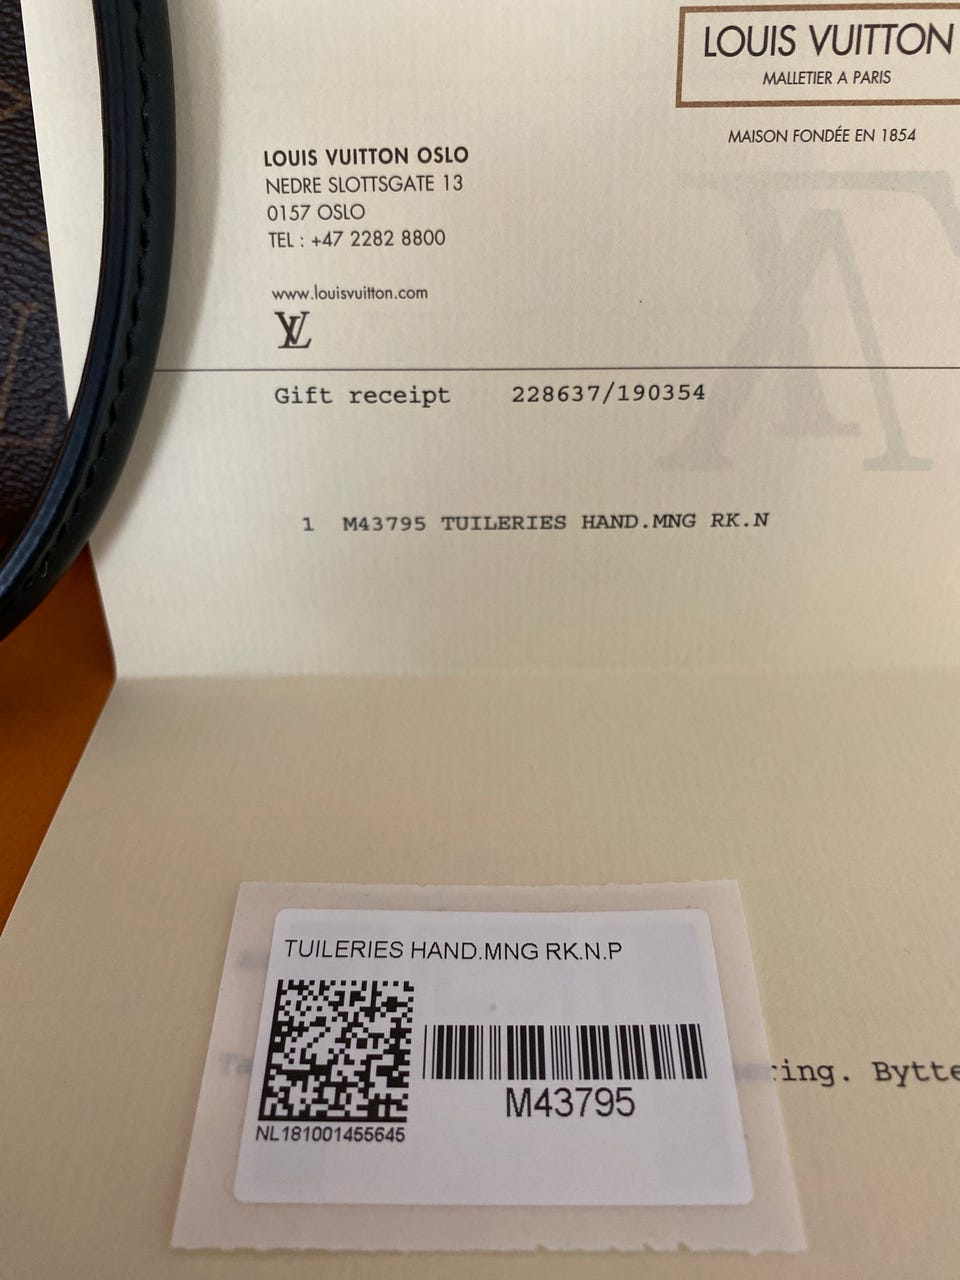 LOUIS VUITTON
MALLETIER A PARIS
MAISON FONDÉE EN 1854
LOUIS VUITTON OSLO
NEDRE SLOTTSGATE 13
0157 OSLO
TEL : +47 2282 8800
www.louisvuitton.com
LV
Gift receipt 228637/190354
1 M43795 TUILERIES HAND.MNG RK.N
TUILERIES HAND.MNG RK.N.P
M43795
NL181001455645
ring. Bytte